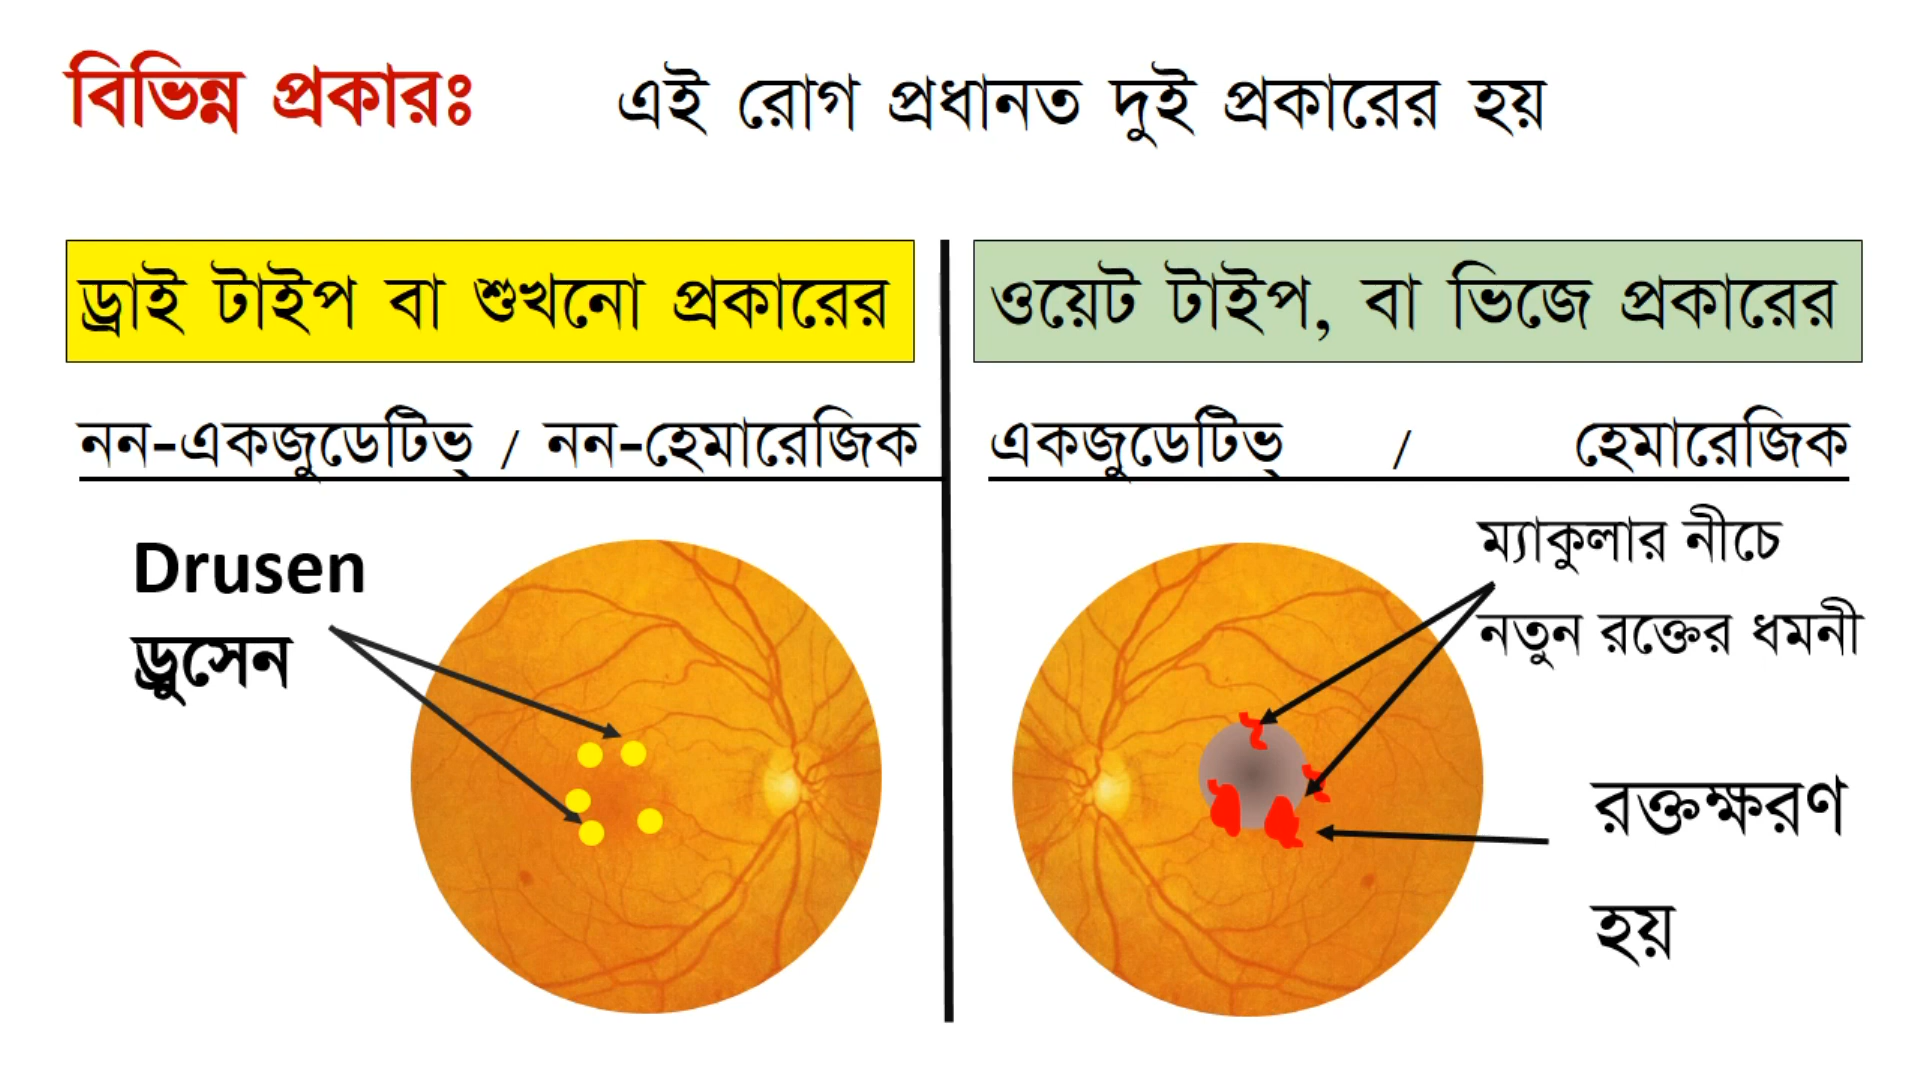 বিভিন্ন প্রকারঃ এই রোগ প্রধানত দুই প্রকারের হয়
ড্রাই টাইপ বা শুখনো প্রকারের
নন-একজুডেটিভ্ / নন-হেমারেজিক
Drusen
ড্রুসেন
ওয়েট টাইপ, বা ভিজে প্রকারের
একজুডেটিভ্ / হেমারেজিক
ম্যাকুলার নীচে
নতুন রক্তের ধমনী
রক্তক্ষরণ
হয়